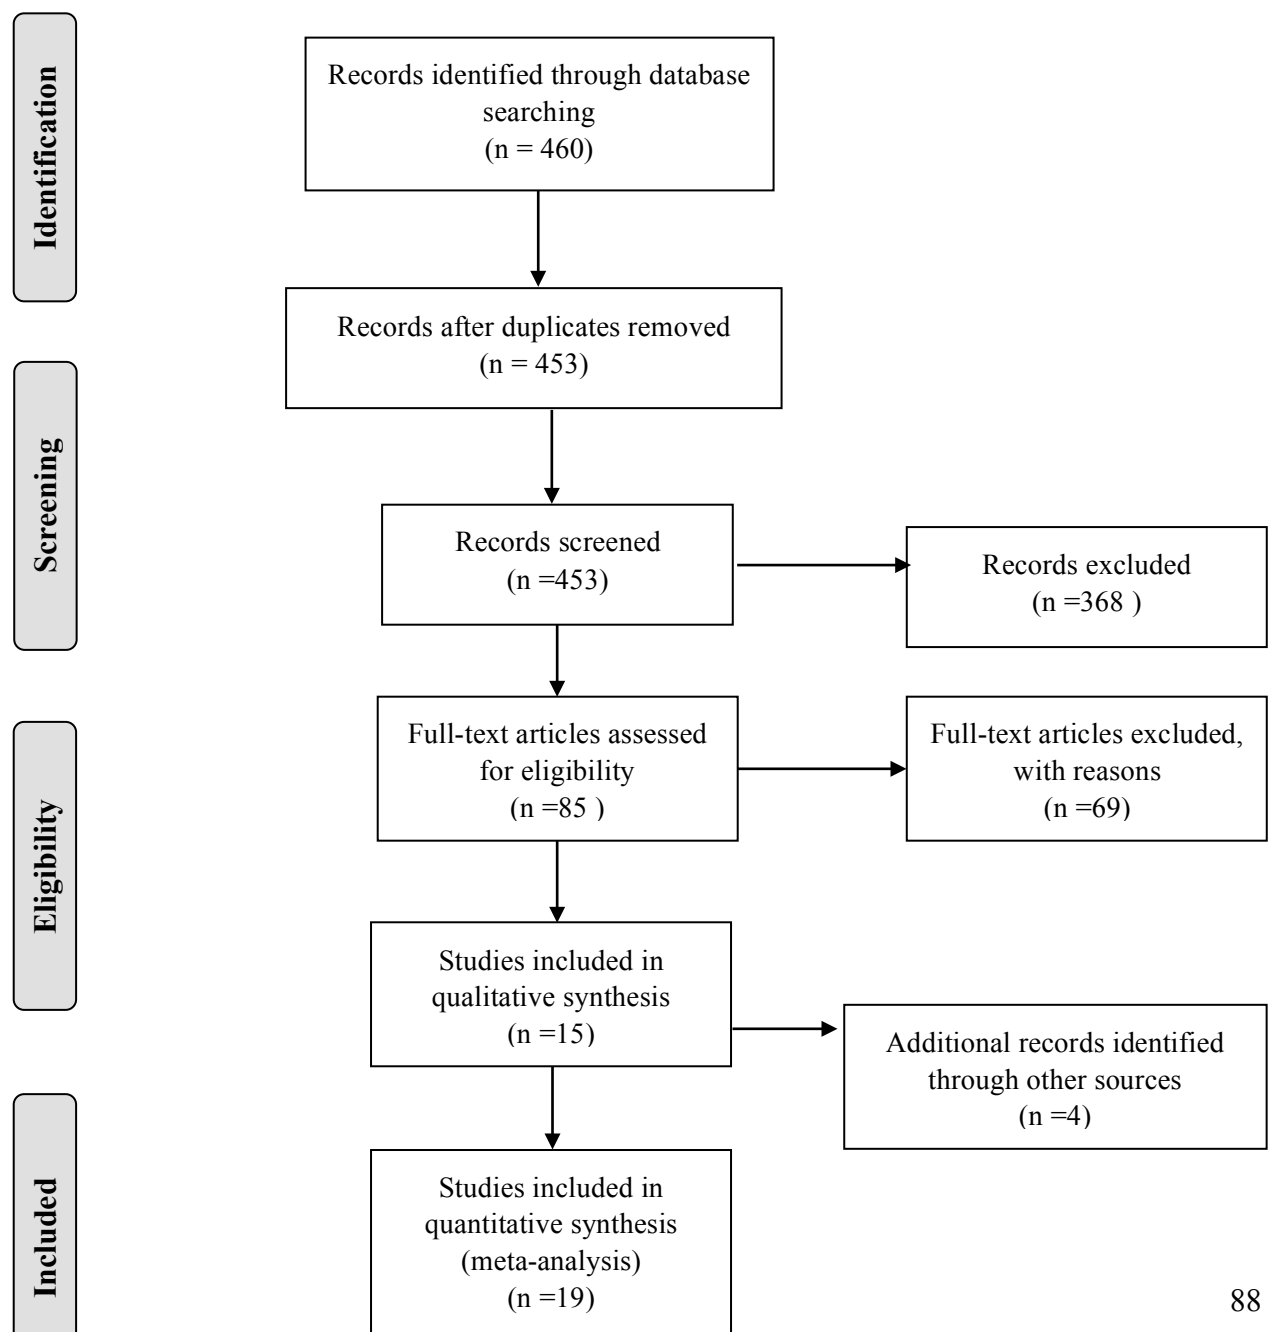 Identification
Records identified through database
searching
(n = 460)
Records after duplicates removed
(n = 453)
Screening
Records screened
(n =453)
Records excluded
(n =368 )
Eligibility
Full-text articles assessed
for eligibility
(n =85 )
Full-text articles excluded,
with reasons
(n =69)
Studies included in
qualitative synthesis
(n =15)
Additional records identified
through other sources
(n =4)
Included
Studies included in
quantitative synthesis
(meta-analysis)
(n =19)
88